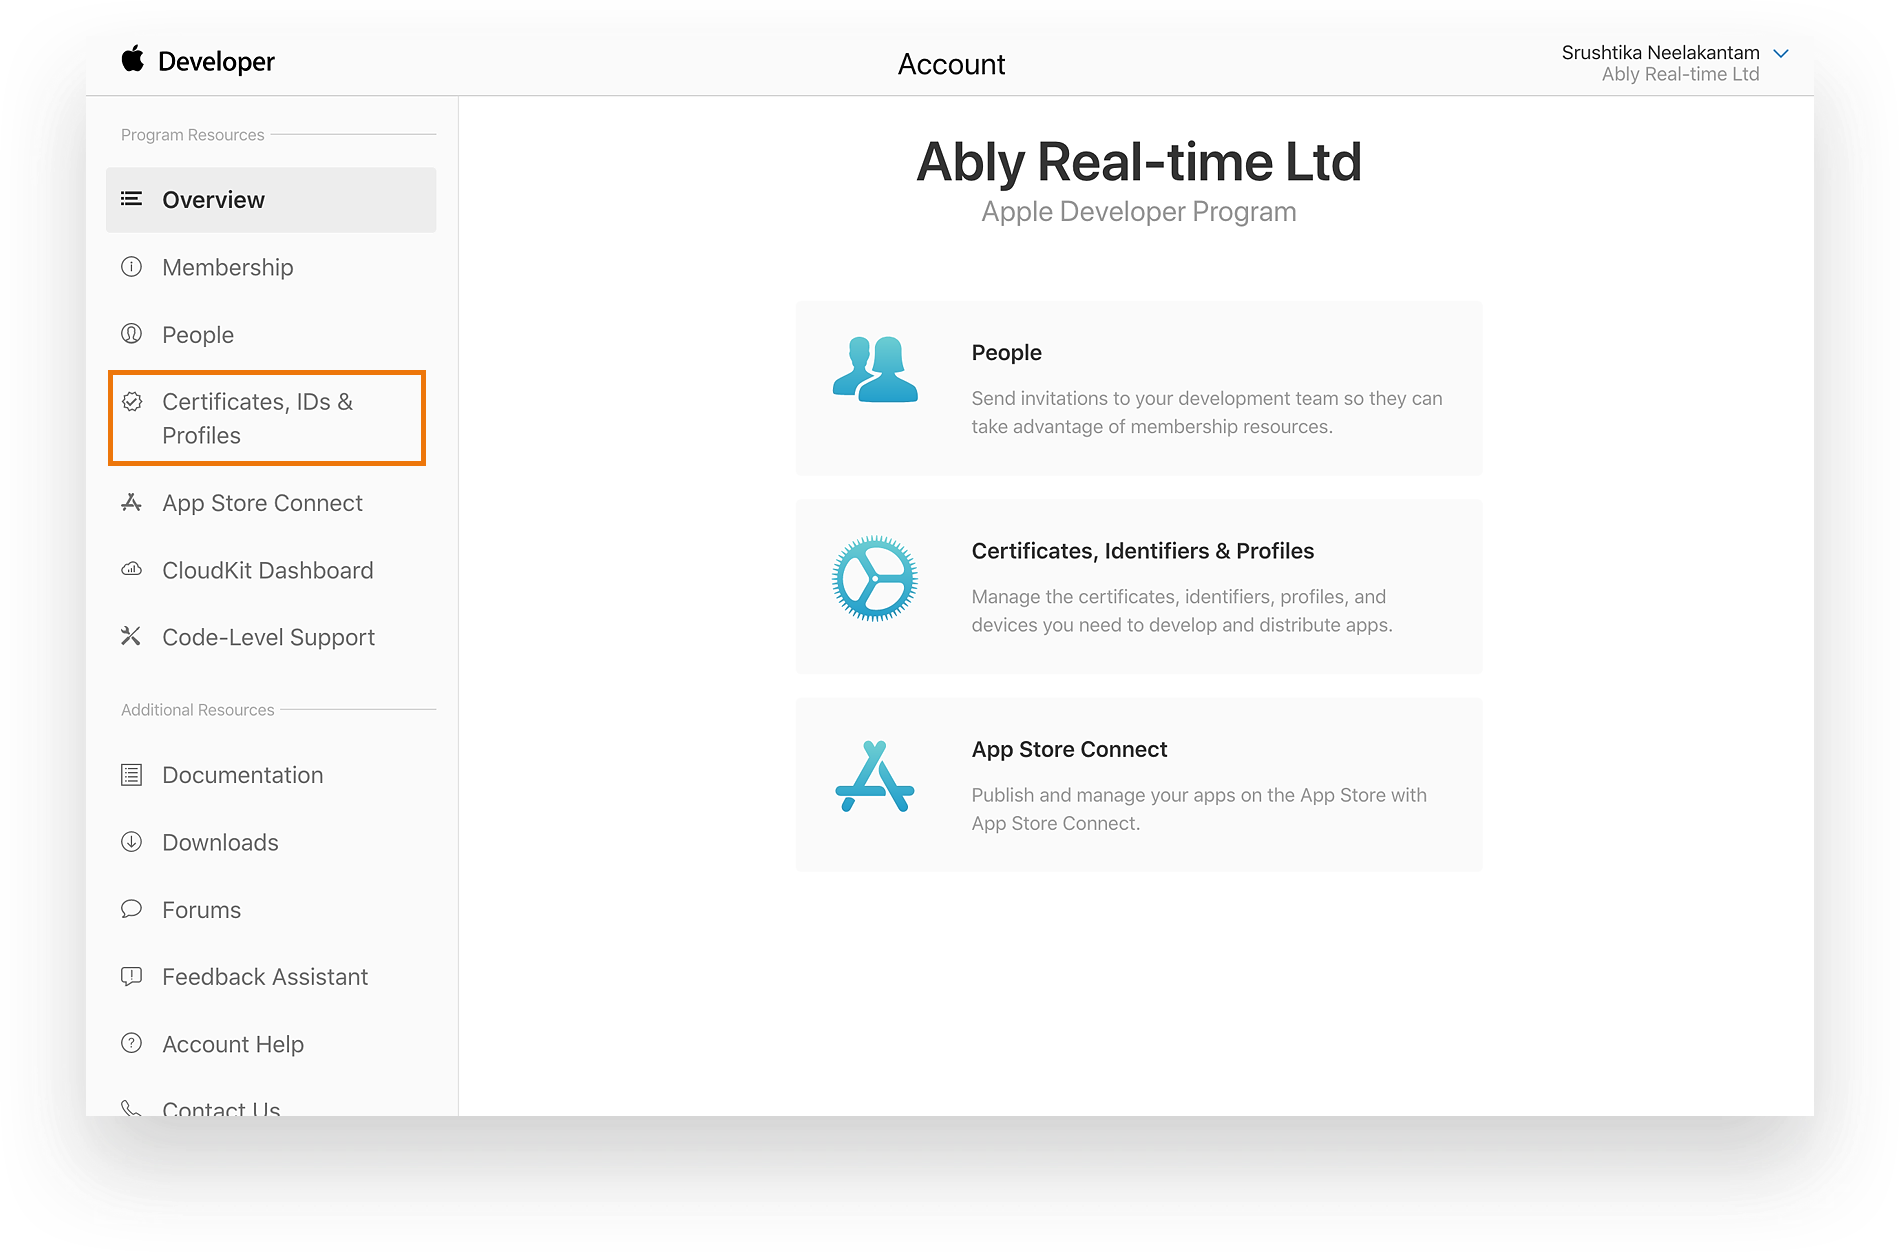 Developer
Account
Srushtika Neelakantam
Ably Real-time Ltd
Program Resources
Overview
Membership
People
Certificates, IDs &
Profiles
App Store Connect
CloudKit Dashboard
Code-Level Support
Additional Resources
Documentation
Downloads
Forums
Feedback Assistant
Account Help
Contact Us
Ably Real-time Ltd
Apple Developer Program
People
Send invitations to your development team so they can
take advantage of membership resources.
Certificates, Identifiers & Profiles
Manage the certificates, identifiers, profiles, and
devices you need to develop and distribute apps.
App Store Connect
Publish and manage your apps on the App Store with
App Store Connect.